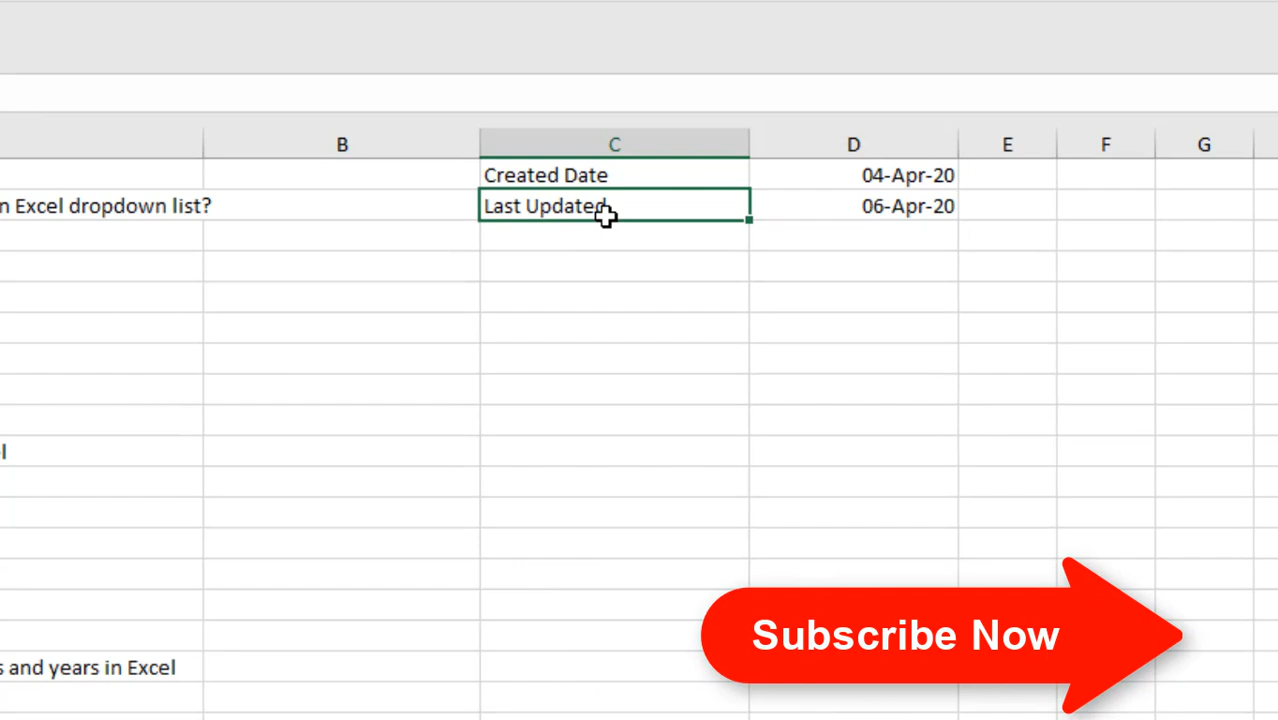 B C D E F G
Created Date 04-Apr-20
n Excel dropdown list? Last Updated 06-Apr-20
el
s and years in Excel
Subscribe Now